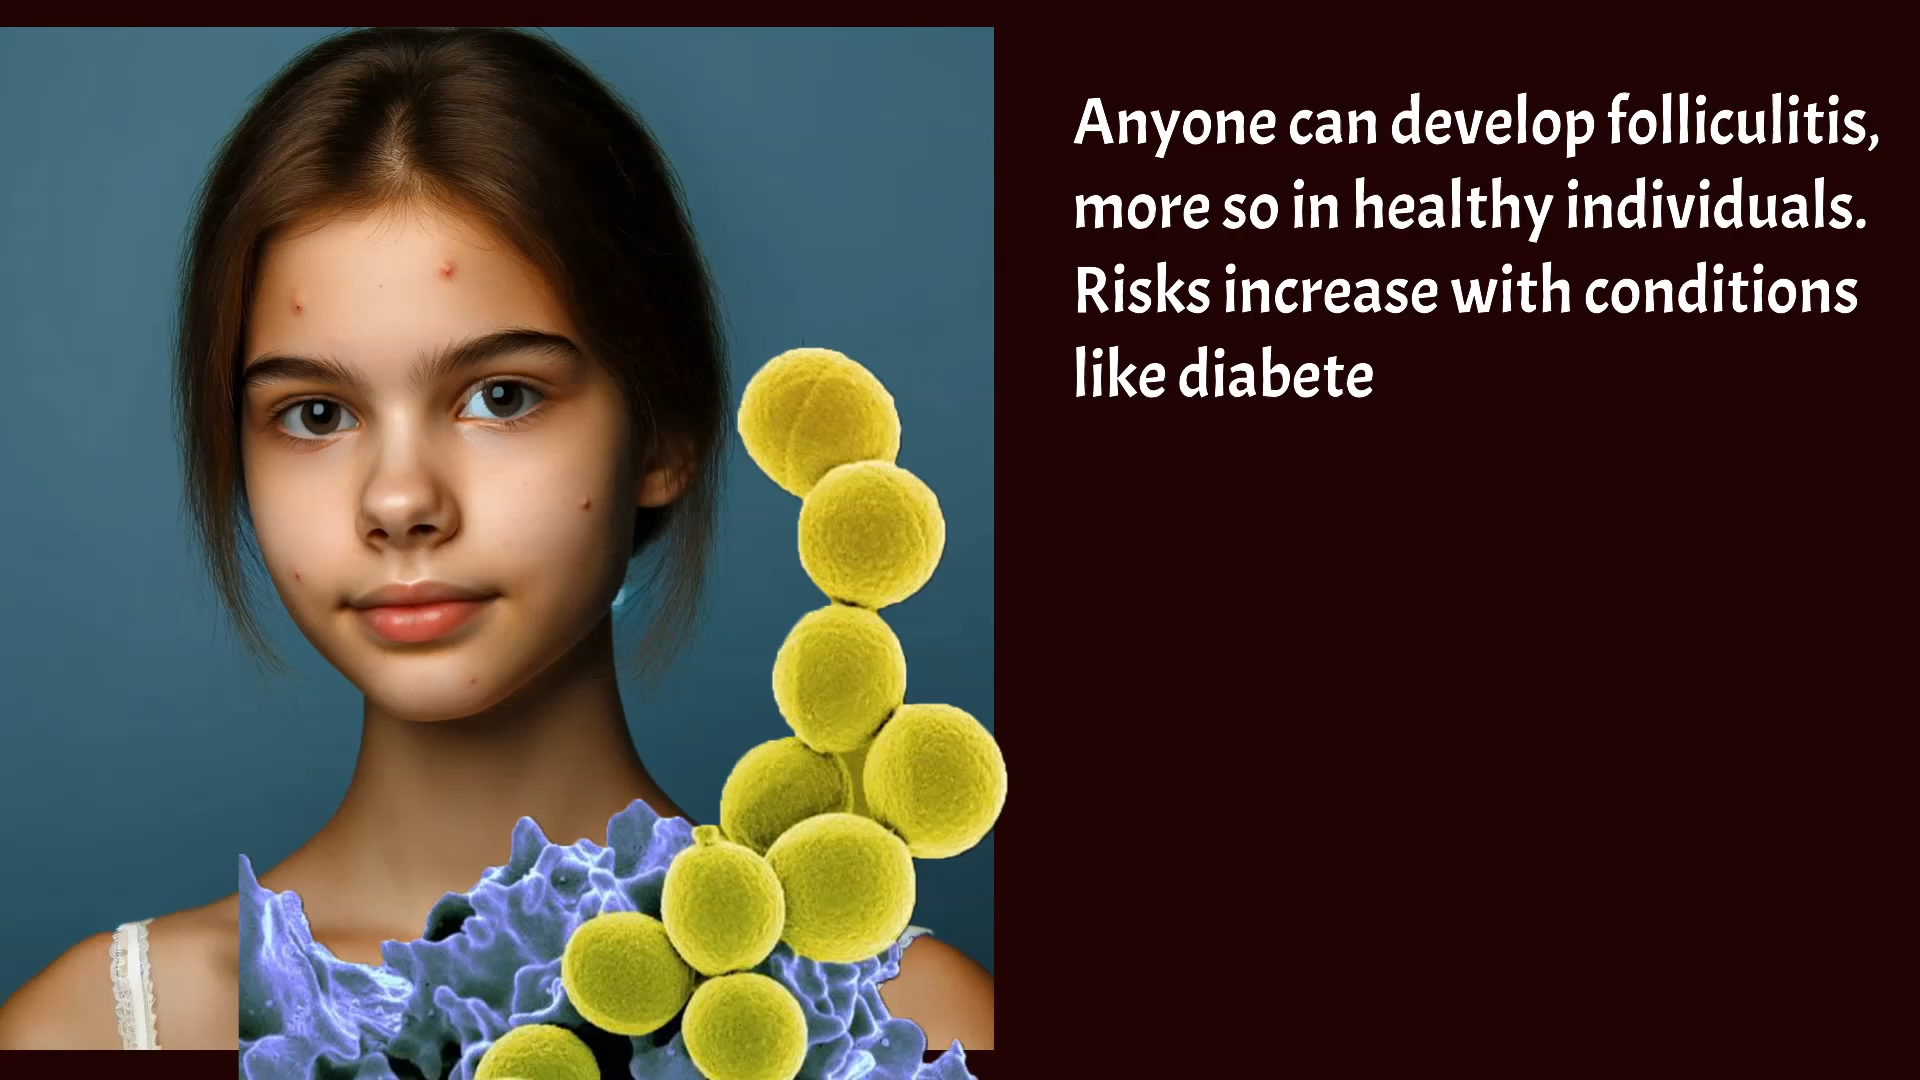 Anyone can develop folliculitis,
more so in healthy individuals.
Risks increase with conditions
like diabete